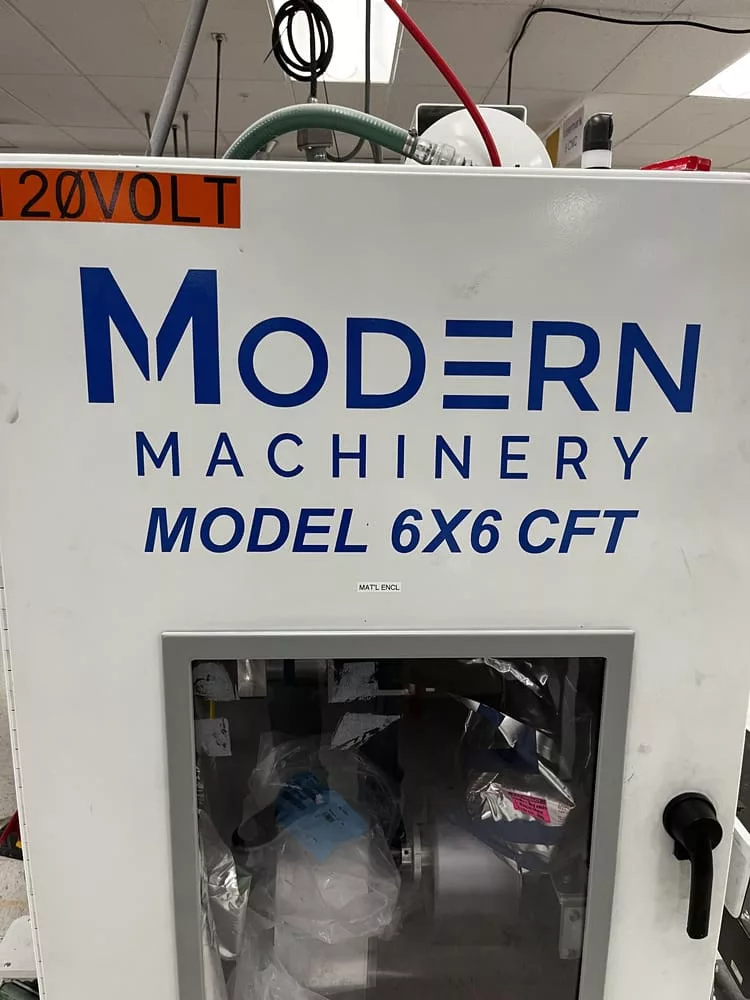 120VOLT
MODERN
MACHINERY
MODEL 6X6 CFT
MAT'L ENCL